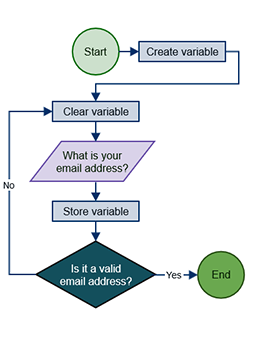 Start
Create variable
Clear variable
What is your
email address?
Store variable
No
Is it a valid
email address?
Yes
End